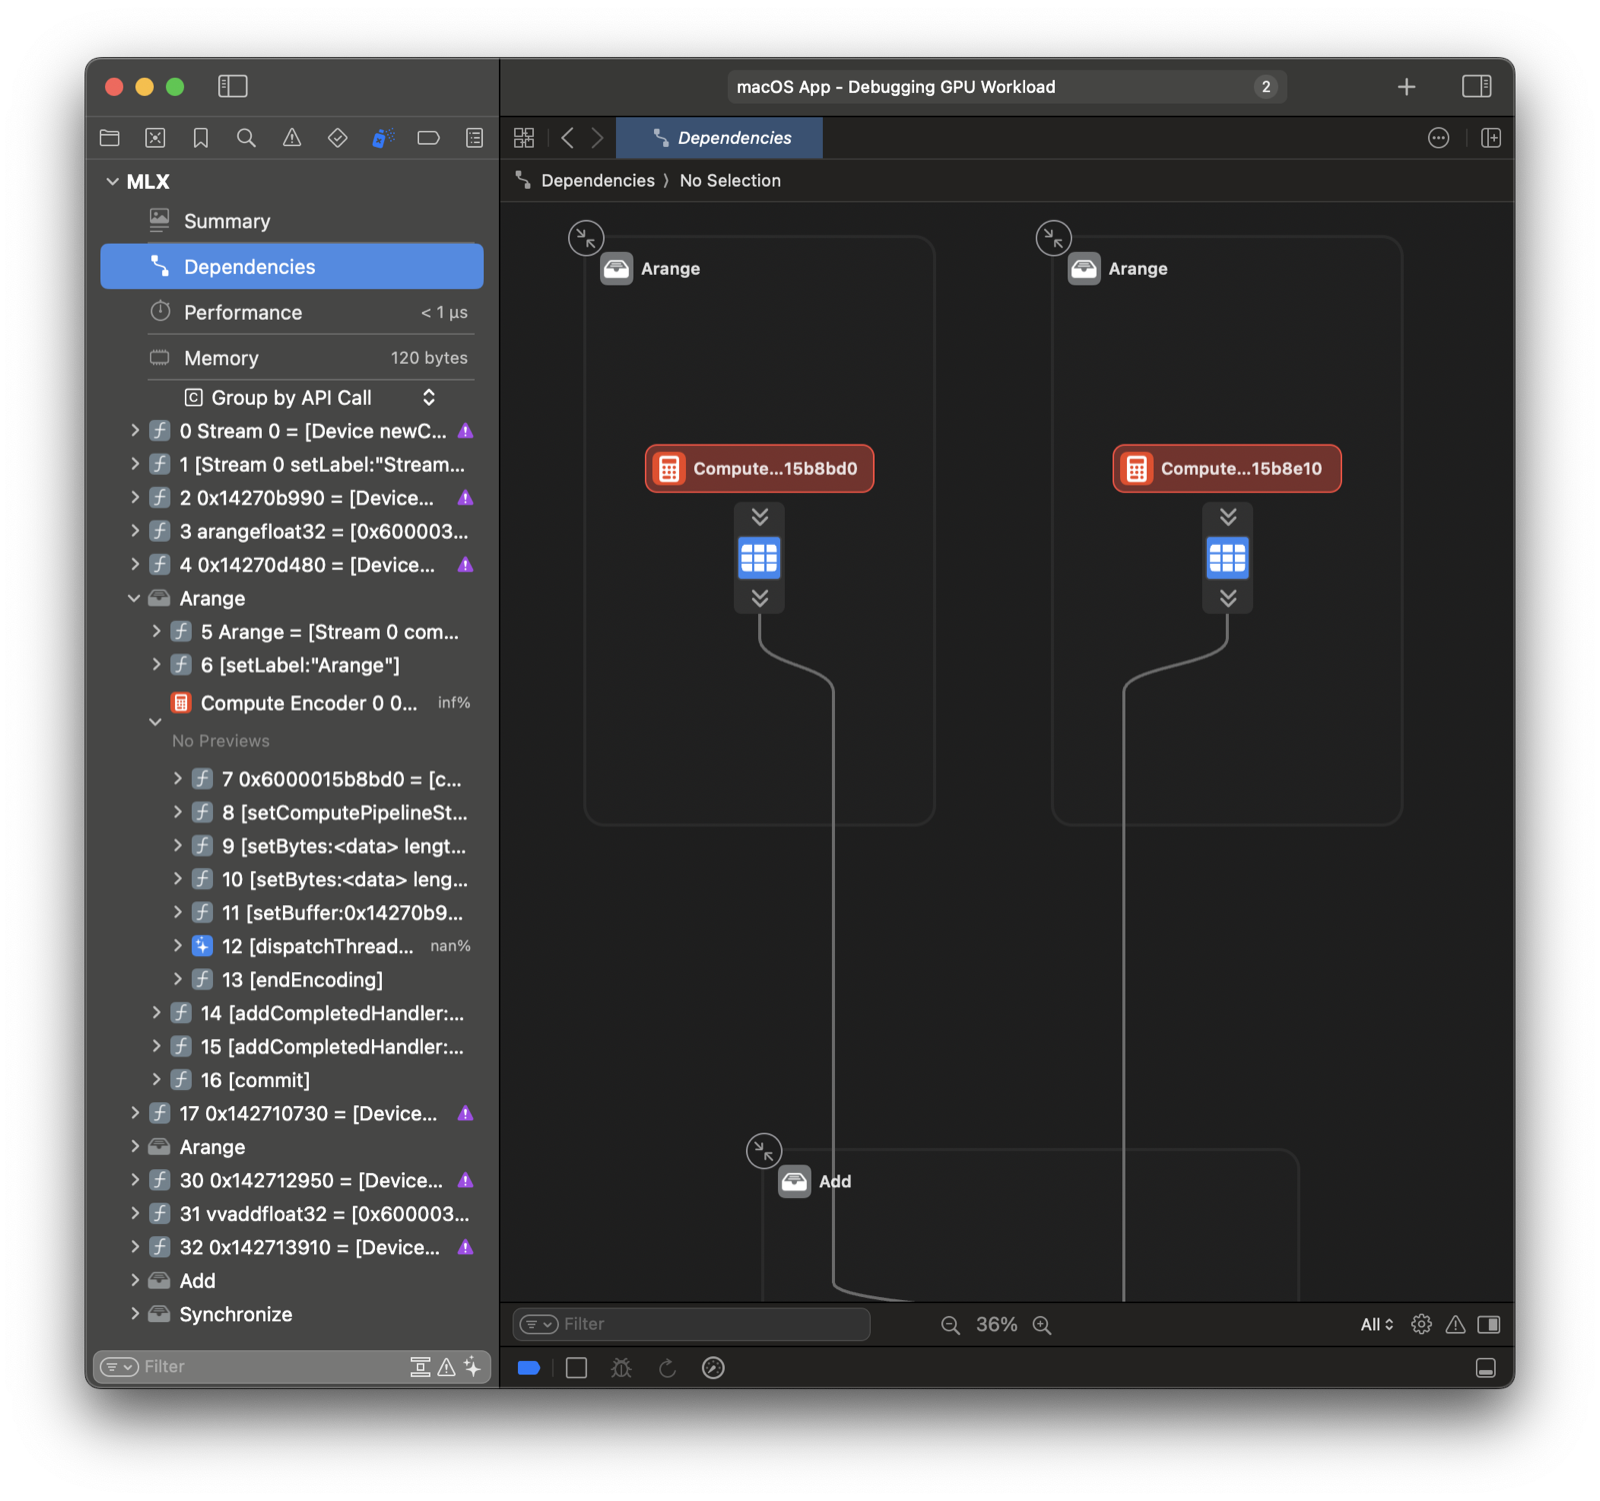 macOS App - Debugging GPU Workload
2
Dependencies
MLX
Dependencies ⟩ No Selection
Summary
Dependencies
Performance < 1 µs
Memory 120 bytes
C Group by API Call
f 0 Stream 0 = [Device newC...
f 1 [Stream 0 setLabel:"Stream...
f 2 0x14270b990 = [Device...
f 3 arangefloat32 = [0x600003...
f 4 0x14270d480 = [Device...
Arange
f 5 Arange = [Stream 0 com...
f 6 [setLabel:"Arange"]
Compute Encoder 0 0... inf%
No Previews
f 7 0x6000015b8bd0 = [c...
f 8 [setComputePipelineSt...
f 9 [setBytes:<data> lengt...
f 10 [setBytes:<data> leng...
f 11 [setBuffer:0x14270b9...
12 [dispatchThread... nan%
f 13 [endEncoding]
f 14 [addCompletedHandler:...
f 15 [addCompletedHandler:...
f 16 [commit]
f 17 0x142710730 = [Device...
Arange
f 30 0x142712950 = [Device...
f 31 vvaddfloat32 = [0x600003...
f 32 0x142713910 = [Device...
Add
Synchronize
Filter
Arange
Arange
Compute...15b8bd0
Compute...15b8e10
Add
Filter
36%
All